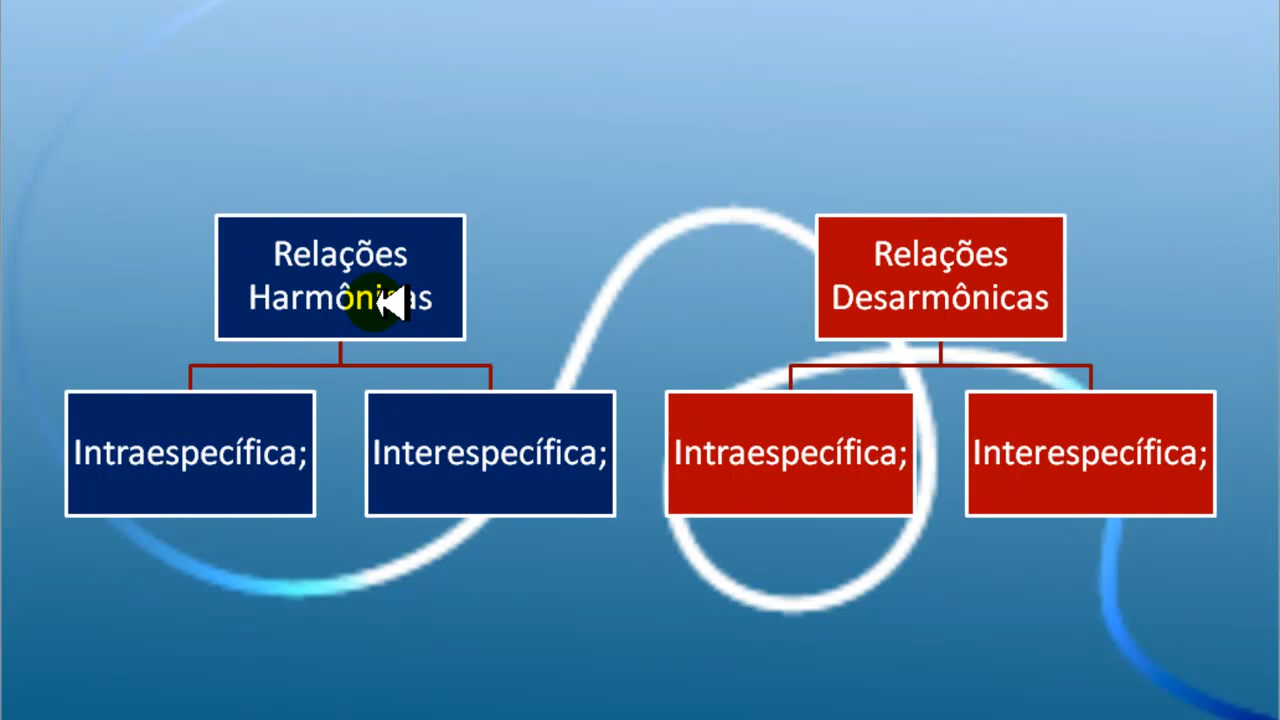 Relações
Harmônicas
Intraespecífica;
Interespecífica;
Relações
Desarmônicas
Intraespecífica;
Interespecífica;